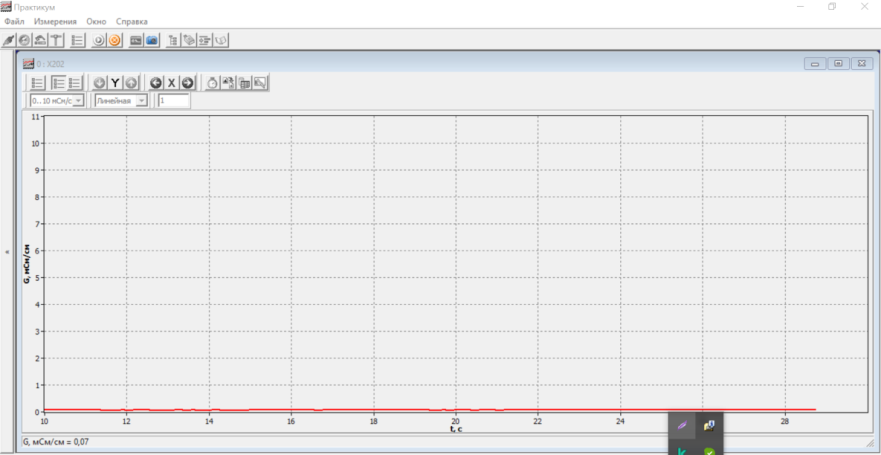 Практикум
Файл Измерения Окно Справка
0 : X202
Y X
0..10 мСм/с Линейная 1
11
10
9
8
7
6
5
4
3
2
1
0
G, мСм/см
10 12 14 16 18 20 22 24 28
t, c
G, мСм/см = 0,07